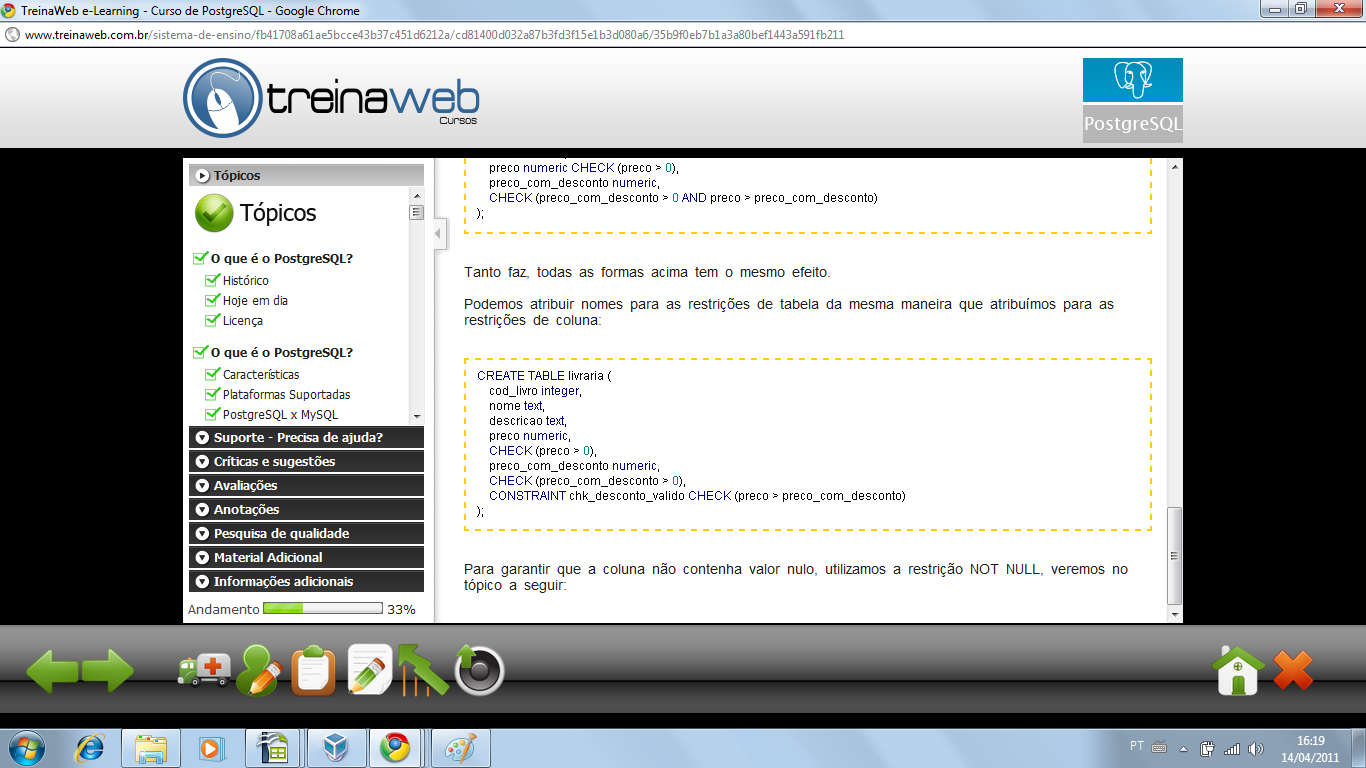 TreinaWeb e-Learning - Curso de PostgreSQL - Google Chrome
www.treinaweb.com.br/sistema-de-ensino/fb41708a61ae5bcce43b37c451d6212a/cd81400d032a87b3fd3f15e1b3d080a6/35b9f0eb7b1a3a80bef1443a591fb211
treinaweb
Cursos
PostgreSQL
Tópicos
Tópicos
O que é o PostgreSQL?
Histórico
Hoje em dia
Licença
O que é o PostgreSQL?
Características
Plataformas Suportadas
PostgreSQL x MySQL
Suporte - Precisa de ajuda?
Críticas e sugestões
Avaliações
Anotações
Pesquisa de qualidade
Material Adicional
Informações adicionais
Andamento 33%
preco numeric CHECK (preco > 0),
preco_com_desconto numeric,
CHECK (preco_com_desconto > 0 AND preco > preco_com_desconto)
);
Tanto faz, todas as formas acima tem o mesmo efeito.
Podemos atribuir nomes para as restrições de tabela da mesma maneira que atribuímos para as
restrições de coluna:
CREATE TABLE livraria (
cod_livro integer,
nome text,
descricao text,
preco numeric,
CHECK (preco > 0),
preco_com_desconto numeric,
CHECK (preco_com_desconto > 0),
CONSTRAINT chk_desconto_valido CHECK (preco > preco_com_desconto)
);
Para garantir que a coluna não contenha valor nulo, utilizamos a restrição NOT NULL, veremos no
tópico a seguir:
PT
16:19
14/04/2011